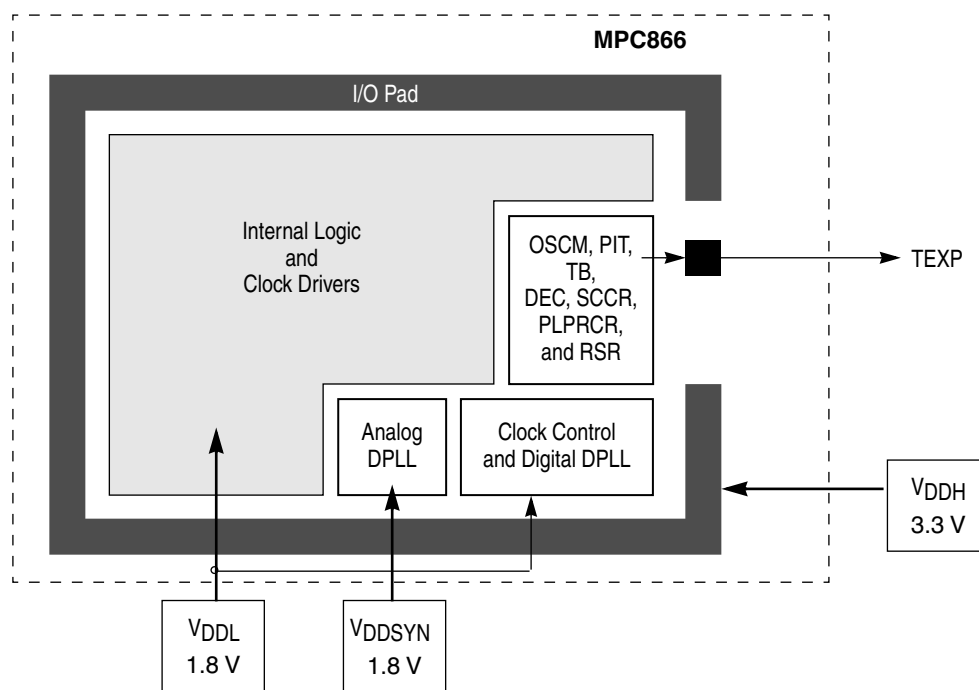 MPC866
I/O Pad
Internal Logic
and
Clock Drivers
OSCM, PIT,
TB,
DEC, SCCR,
PLPRCR,
and RSR
TEXP
Analog
DPLL
Clock Control
and Digital DPLL
VDDH
3.3 V
VDDL
1.8 V
VDDSYN
1.8 V